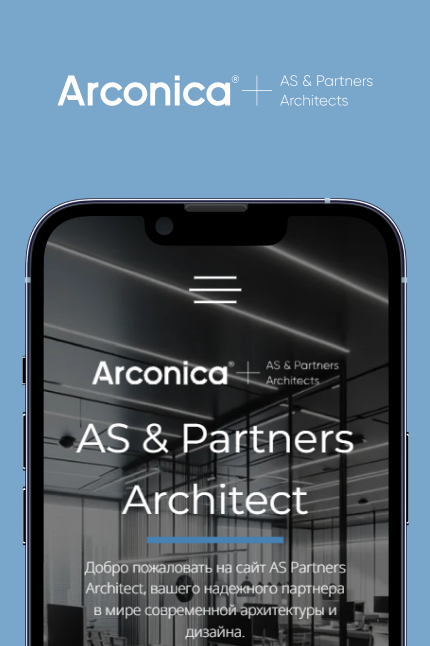 Arconica® AS & Partners
Architects
Arconica® AS & Partners
Architects
AS & Partners
Architect
Добро пожаловать на сайт AS Partners
Architect, вашего надежного партнера
в мире современной архитектуры и
дизайна.